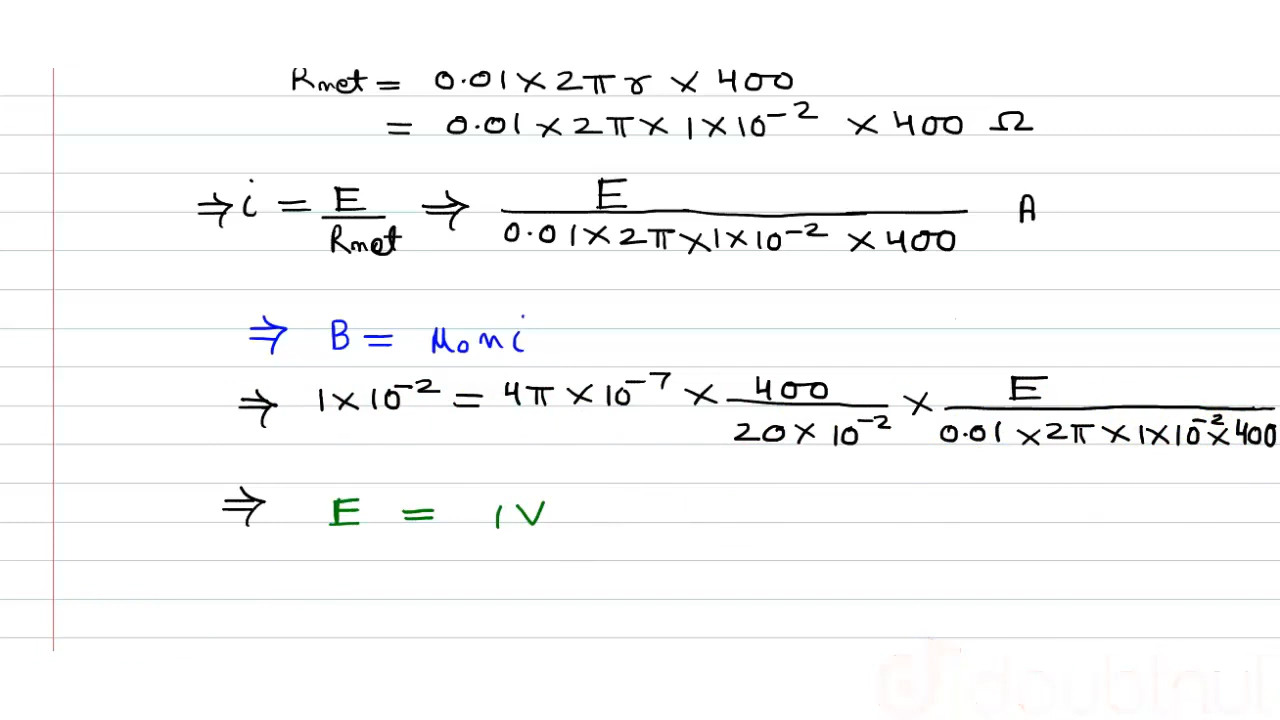 Rnet = 0.01 × 2πr × 400
= 0.01 × 2π × 1×10⁻² × 400 Ω
⇒ i = E/Rnet ⇒ E/(0.01×2π×1×10⁻² × 400) A
⇒ B = μ₀ni
⇒ 1×10⁻² = 4π×10⁻⁷ × 400/(20×10⁻²) × E/(0.01×2π×1×10⁻²×400)
⇒ E = 1V
doubtnut